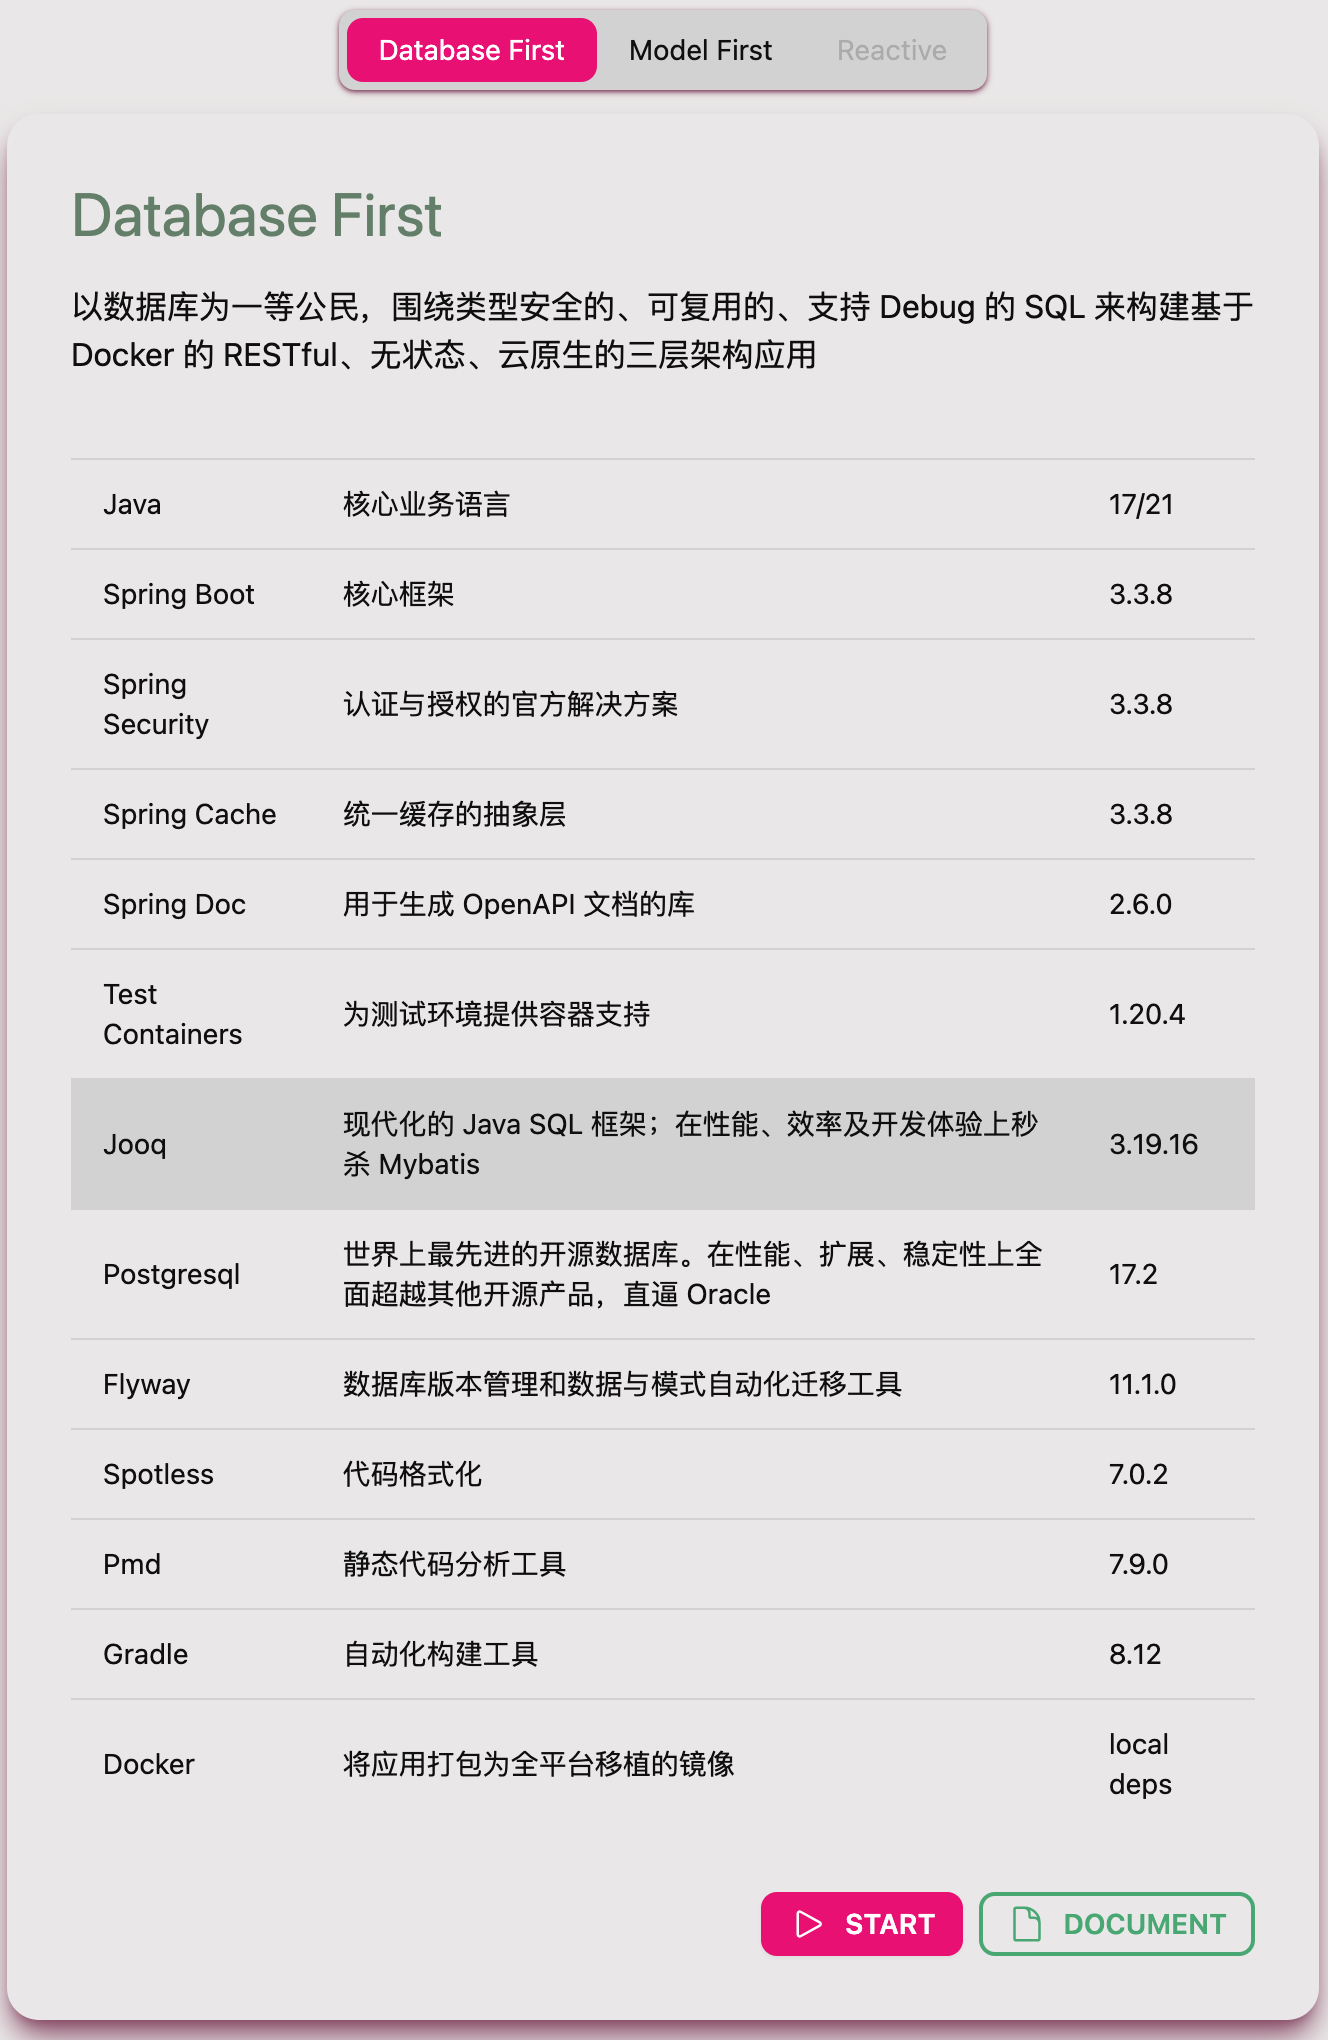 Database First
Model First
Reactive
Database First
以数据库为一等公民，围绕类型安全的、可复用的、支持 Debug 的 SQL 来构建基于
Docker 的 RESTful、无状态、云原生的三层架构应用
Java
核心业务语言
17/21
Spring Boot
核心框架
3.3.8
Spring
Security
认证与授权的官方解决方案
3.3.8
Spring Cache
统一缓存的抽象层
3.3.8
Spring Doc
用于生成 OpenAPI 文档的库
2.6.0
Test
Containers
为测试环境提供容器支持
1.20.4
Jooq
现代化的 Java SQL 框架；在性能、效率及开发体验上秒
杀 Mybatis
3.19.16
Postgresql
世界上最先进的开源数据库。在性能、扩展、稳定性上全
面超越其他开源产品，直逼 Oracle
17.2
Flyway
数据库版本管理和数据与模式自动化迁移工具
11.1.0
Spotless
代码格式化
7.0.2
Pmd
静态代码分析工具
7.9.0
Gradle
自动化构建工具
8.12
Docker
将应用打包为全平台移植的镜像
local
deps
START
DOCUMENT